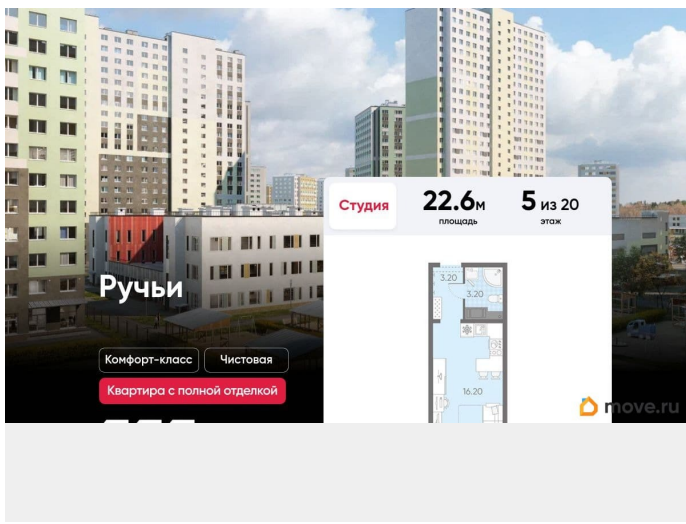 Студия
22.6м
площадь
5 из 20
этаж
Ручьи
Комфорт-класс
Чистовая
Квартира с полной отделкой
3.20
3.20
16.20
move.ru